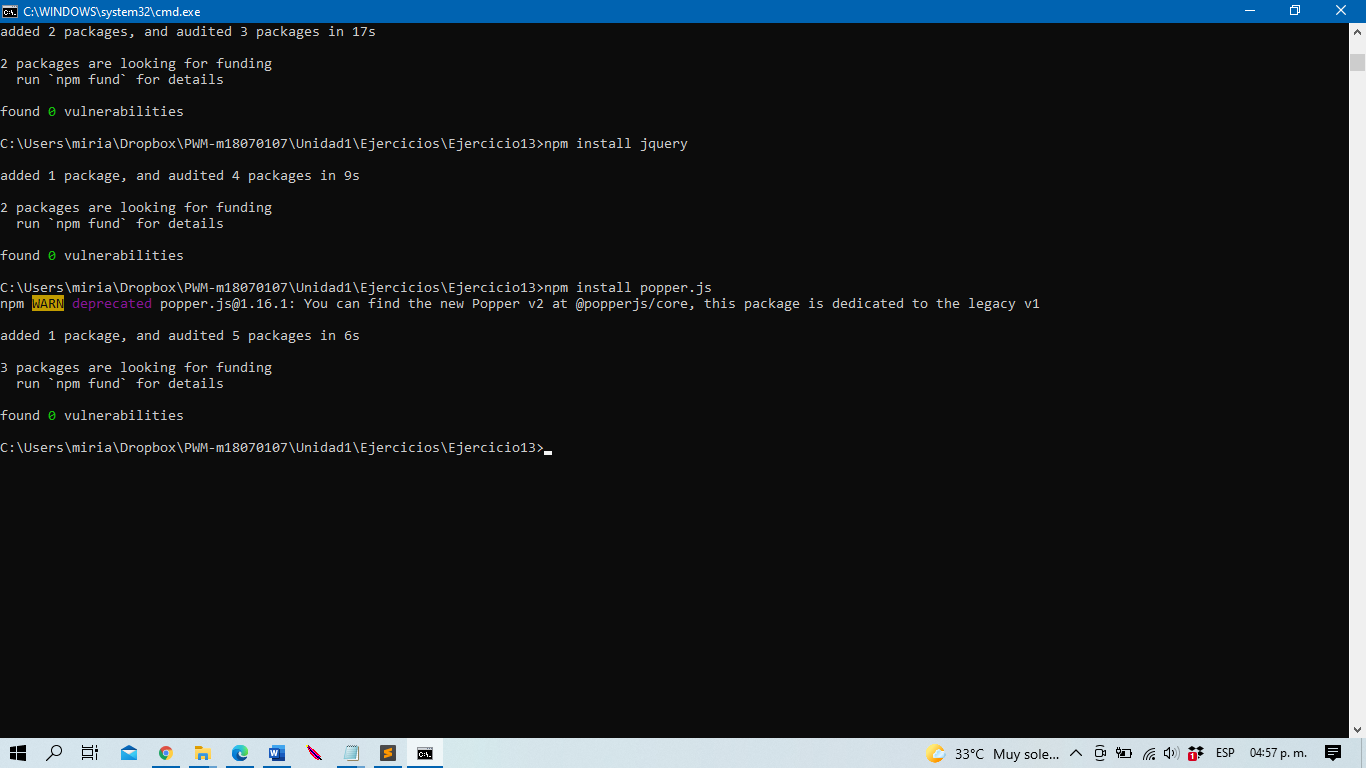 C:\WINDOWS\system32\cmd.exe
added 2 packages, and audited 3 packages in 17s
2 packages are looking for funding
  run `npm fund` for details
found 0 vulnerabilities
C:\Users\miria\Dropbox\PWM-m18070107\Unidad1\Ejercicios\Ejercicio13>npm install jquery
added 1 package, and audited 4 packages in 9s
2 packages are looking for funding
  run `npm fund` for details
found 0 vulnerabilities
C:\Users\miria\Dropbox\PWM-m18070107\Unidad1\Ejercicios\Ejercicio13>npm install popper.js
npm WARN deprecated popper.js@1.16.1: You can find the new Popper v2 at @popperjs/core, this package is dedicated to the legacy v1
added 1 package, and audited 5 packages in 6s
3 packages are looking for funding
  run `npm fund` for details
found 0 vulnerabilities
C:\Users\miria\Dropbox\PWM-m18070107\Unidad1\Ejercicios\Ejercicio13>
33°C Muy sole... ESP 04:57 p. m.